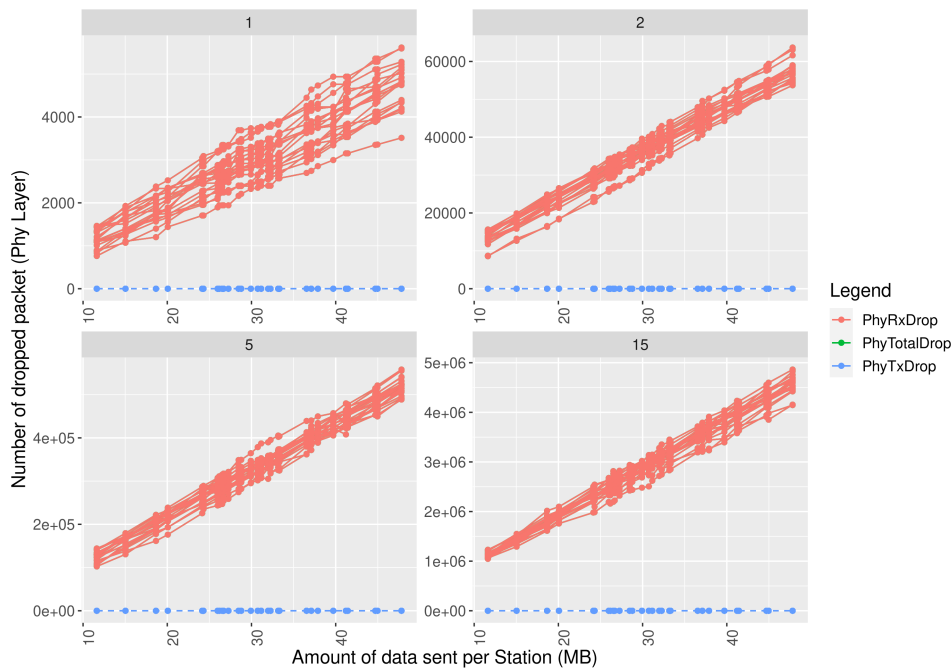 1
2
Number of dropped packet (Phy Layer)
4000
2000
0
10
20
30
40
60000
40000
20000
0
10
20
30
40
Legend
PhyRxDrop
PhyTotalDrop
PhyTxDrop
5
15
4e+05
2e+05
0e+00
10
20
30
40
5e+06
4e+06
3e+06
2e+06
1e+06
0e+00
10
20
30
40
Amount of data sent per Station (MB)